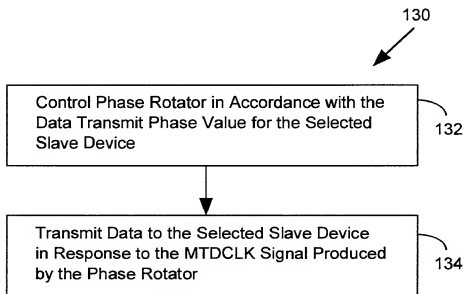 130
Control Phase Rotator in Accordance with the
Data Transmit Phase Value for the Selected
Slave Device
132
Transmit Data to the Selected Slave Device
in Response to the MTDCLK Signal Produced
by the Phase Rotator
134